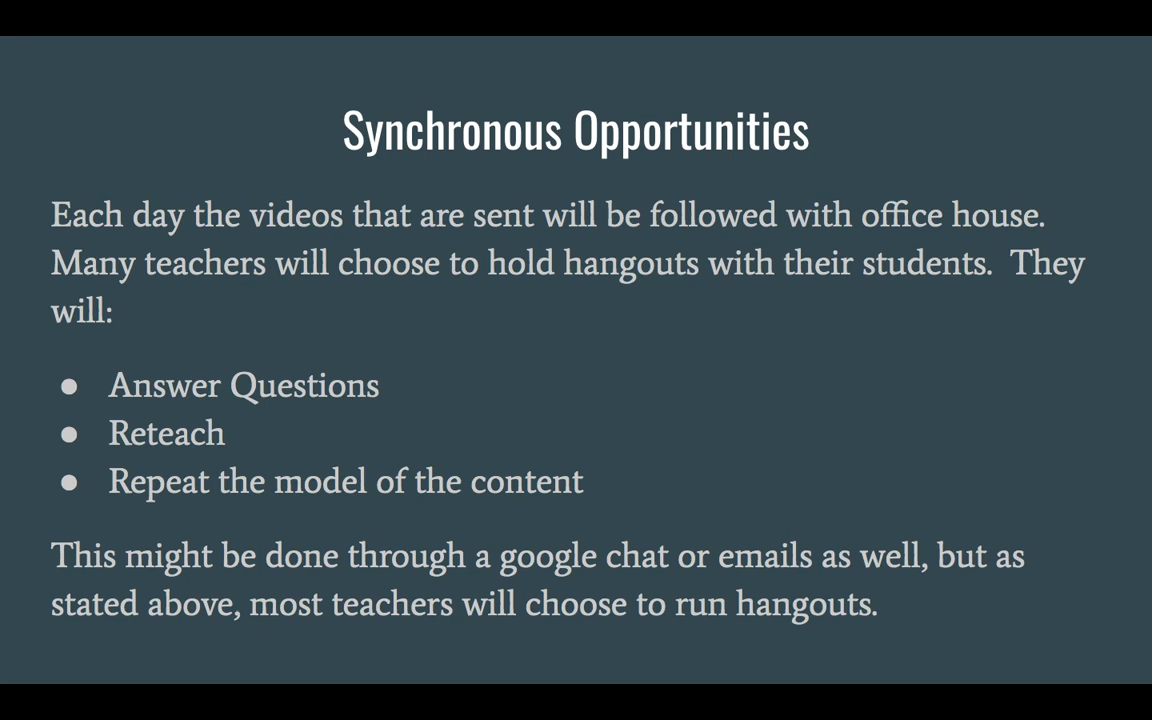 Synchronous Opportunities
Each day the videos that are sent will be followed with office house.
Many teachers will choose to hold hangouts with their students.  They
will:
● Answer Questions
● Reteach
● Repeat the model of the content
This might be done through a google chat or emails as well, but as
stated above, most teachers will choose to run hangouts.